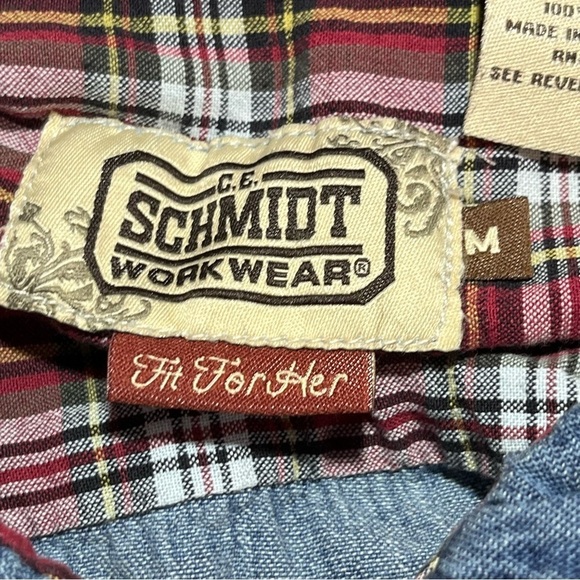 C.E.
SCHMIDT
WORKWEAR®
Fit For Her
M
100%
MADE IN
RN
SEE REVE